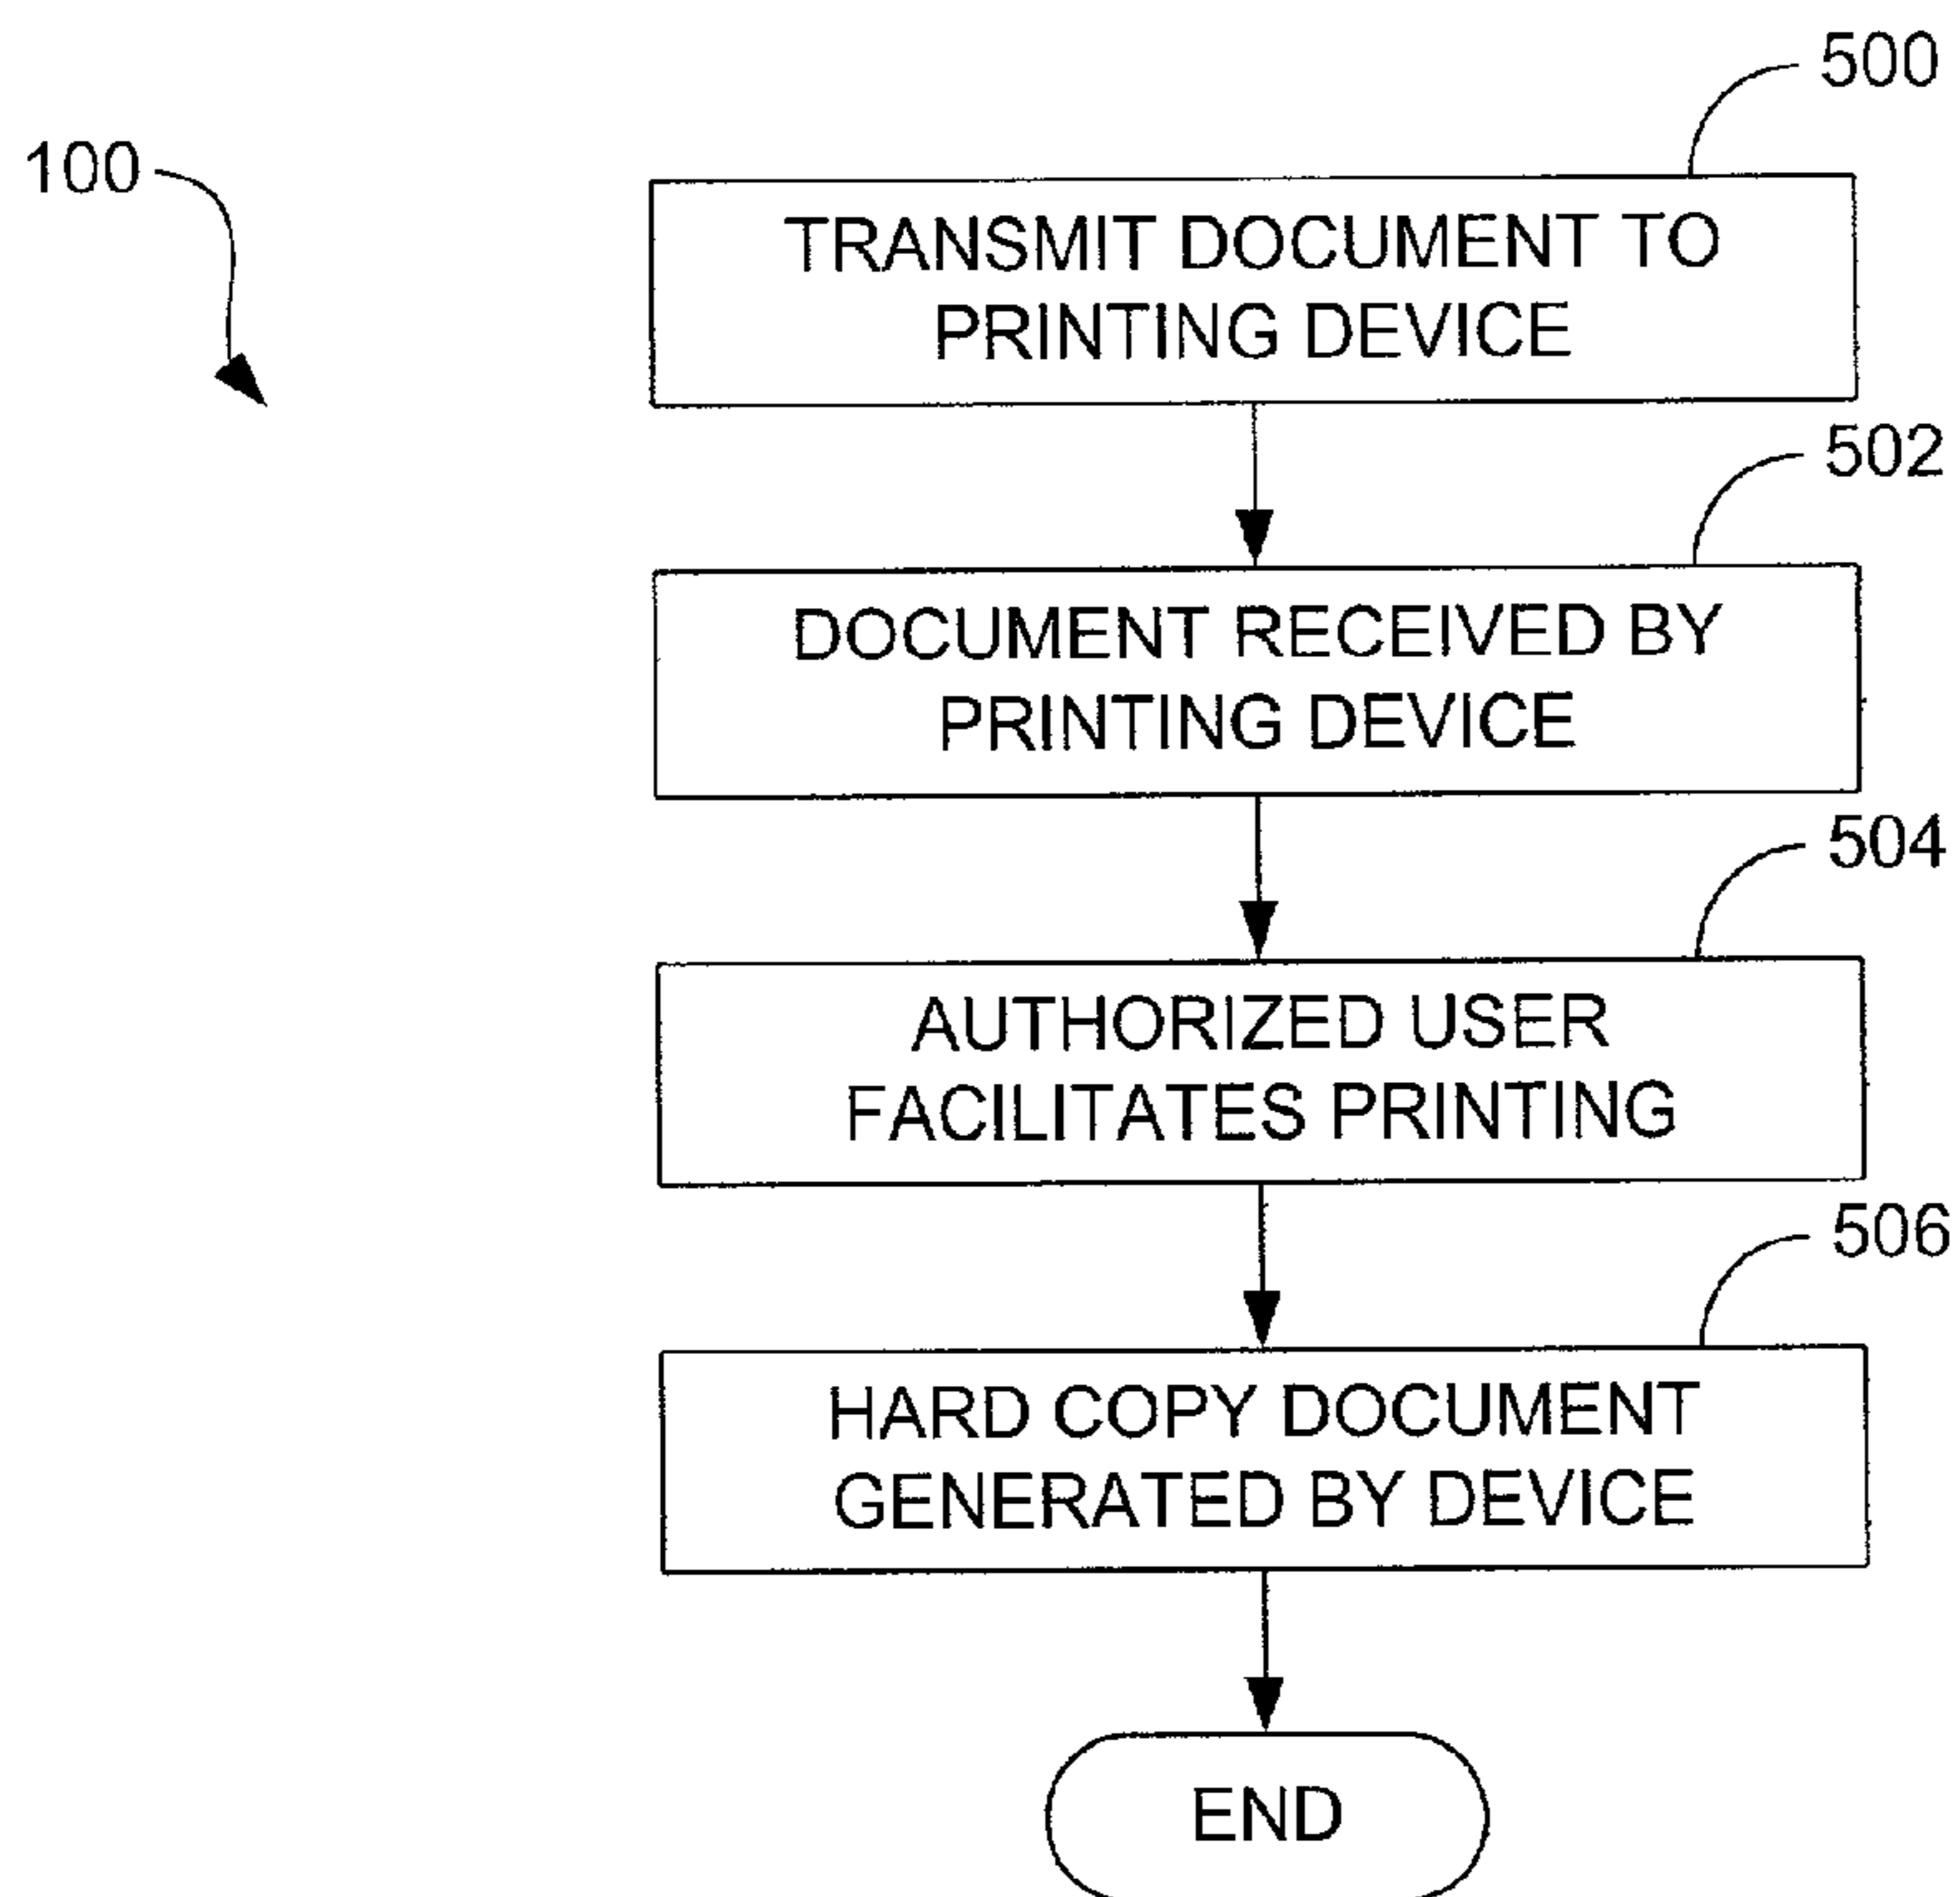 500
100
TRANSMIT DOCUMENT TO
PRINTING DEVICE
502
DOCUMENT RECEIVED BY
PRINTING DEVICE
504
AUTHORIZED USER
FACILITATES PRINTING
506
HARD COPY DOCUMENT
GENERATED BY DEVICE
END